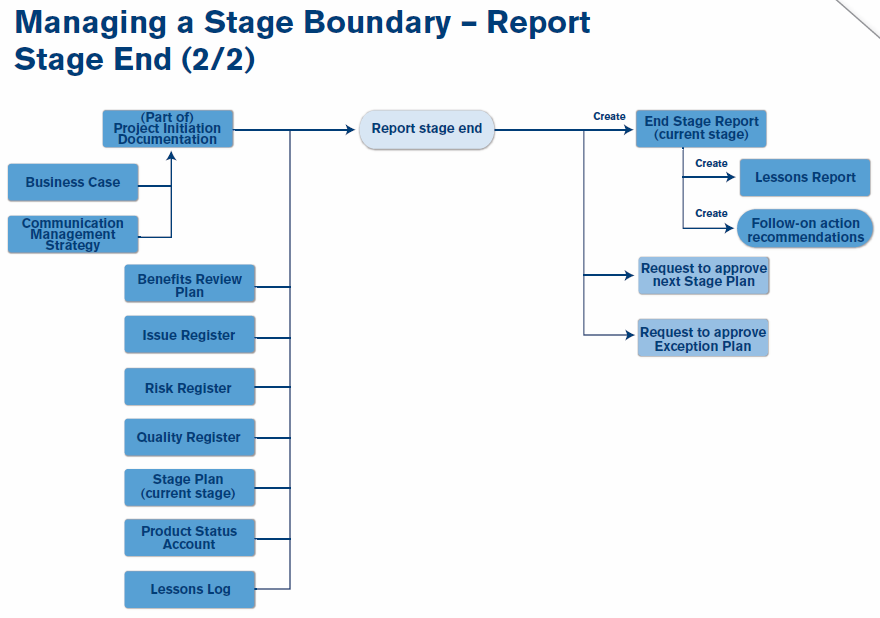 Managing a Stage Boundary – Report
Stage End (2/2)
(Part of)
Project Initiation
Documentation
Business Case
Communication
Management
Strategy
Benefits Review
Plan
Issue Register
Risk Register
Quality Register
Stage Plan
(current stage)
Product Status
Account
Lessons Log
Report stage end
Create
End Stage Report
(current stage)
Create
Lessons Report
Create
Follow-on action
recommendations
Request to approve
next Stage Plan
Request to approve
Exception Plan